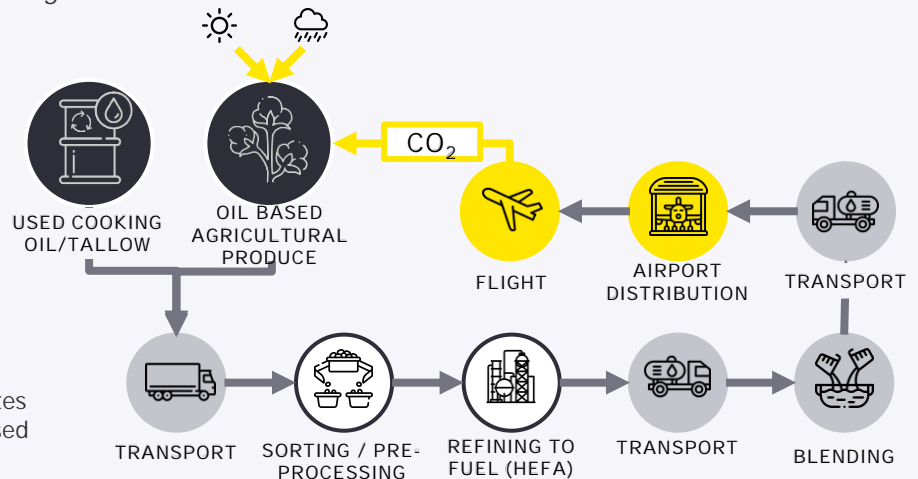 CO₂
USED COOKING
OIL/TALLOW
OIL BASED
AGRICULTURAL
PRODUCE
FLIGHT
AIRPORT
DISTRIBUTION
TRANSPORT
TRANSPORT
SORTING / PRE-
PROCESSING
REFINING TO
FUEL (HEFA)
TRANSPORT
BLENDING